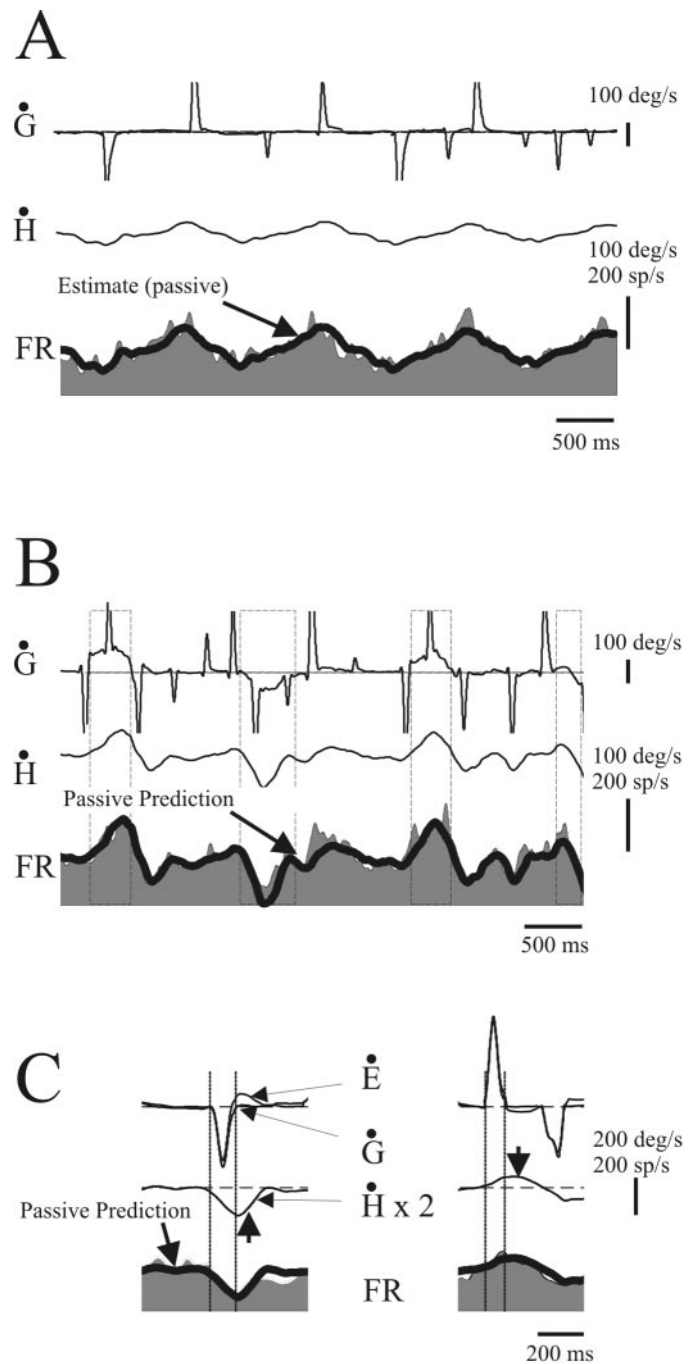 A
Ġ
100 deg/s
Ḣ
100 deg/s
200 sp/s
Estimate (passive)
FR
500 ms
B
Ġ
100 deg/s
Ḣ
100 deg/s
200 sp/s
Passive Prediction
FR
500 ms
C
Ė
Ġ
200 deg/s
200 sp/s
Ḣ x 2
Passive Prediction
FR
200 ms